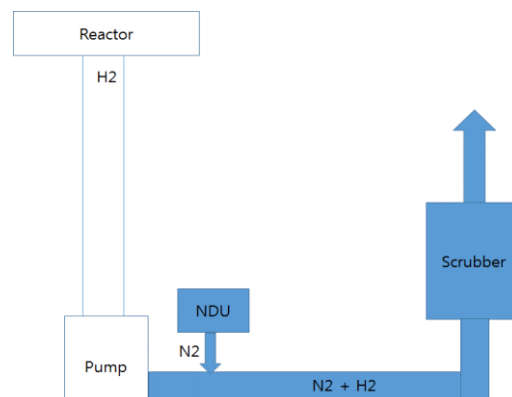 Reactor
H2
Scrubber
NDU
N2
Pump
N2 + H2